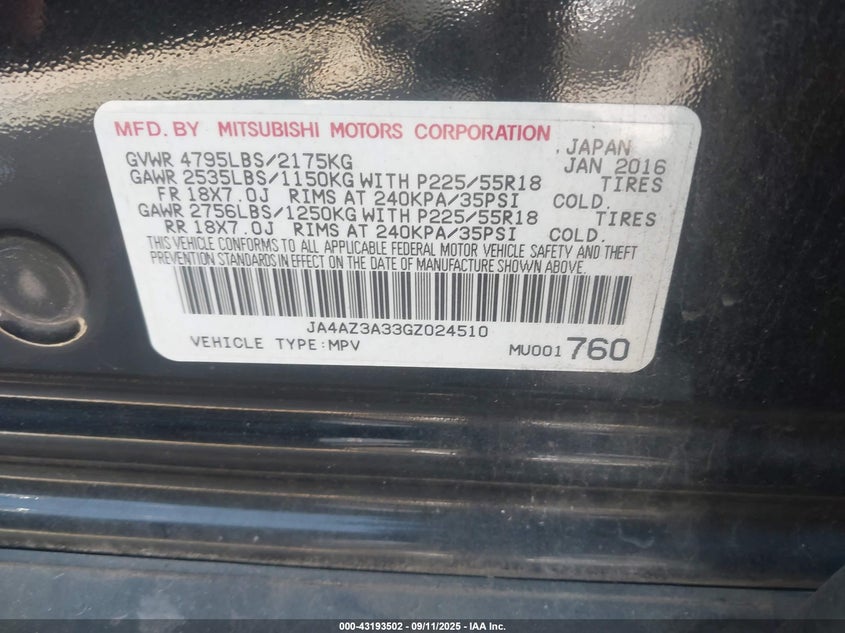 MFD. BY MITSUBISHI MOTORS CORPORATION. JAPAN
GVWR 4795LBS/2175KG JAN 2016
GAWR 2535LBS/1150KG WITH P225/55R18 TIRES
FR 18X7.0J RIMS AT 240KPA/35PSI COLD.
GAWR 2756LBS/1250KG WITH P225/55R18 TIRES
RR 18X7.0J RIMS AT 240KPA/35PSI COLD.
THIS VEHICLE CONFORMS TO ALL APPLICABLE FEDERAL MOTOR VEHICLE SAFETY AND THEFT
PREVENTION STANDARDS IN EFFECT ON THE DATE OF MANUFACTURE SHOWN ABOVE.
JA4AZ3A33GZ024510
VEHICLE TYPE:MPV MU001 760
000-43193502 - 09/11/2025 - IAA Inc.